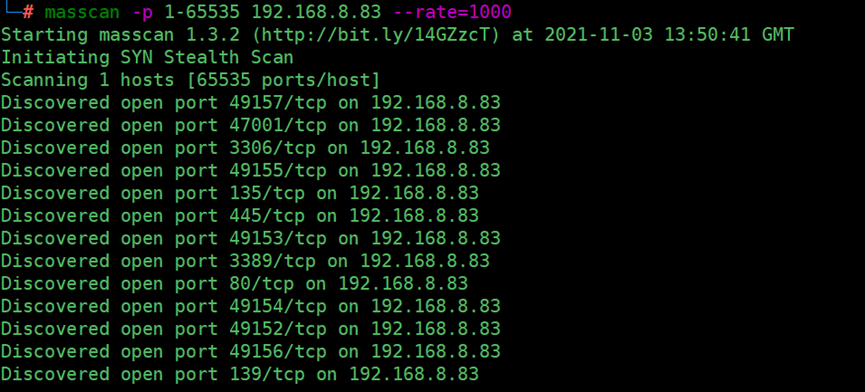 └─# masscan -p 1-65535 192.168.8.83 --rate=1000
Starting masscan 1.3.2 (http://bit.ly/14GZzcT) at 2021-11-03 13:50:41 GMT
Initiating SYN Stealth Scan
Scanning 1 hosts [65535 ports/host]
Discovered open port 49157/tcp on 192.168.8.83
Discovered open port 47001/tcp on 192.168.8.83
Discovered open port 3306/tcp on 192.168.8.83
Discovered open port 49155/tcp on 192.168.8.83
Discovered open port 135/tcp on 192.168.8.83
Discovered open port 445/tcp on 192.168.8.83
Discovered open port 49153/tcp on 192.168.8.83
Discovered open port 3389/tcp on 192.168.8.83
Discovered open port 80/tcp on 192.168.8.83
Discovered open port 49154/tcp on 192.168.8.83
Discovered open port 49152/tcp on 192.168.8.83
Discovered open port 49156/tcp on 192.168.8.83
Discovered open port 139/tcp on 192.168.8.83